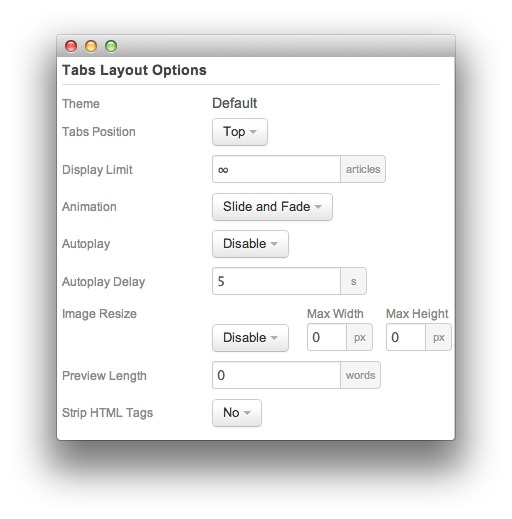 Tabs Layout Options
Theme Default
Tabs Position Top
Display Limit ∞ articles
Animation Slide and Fade
Autoplay Disable
Autoplay Delay 5 s
Image Resize Max Width Max Height
Disable 0 px 0 px
Preview Length 0 words
Strip HTML Tags No